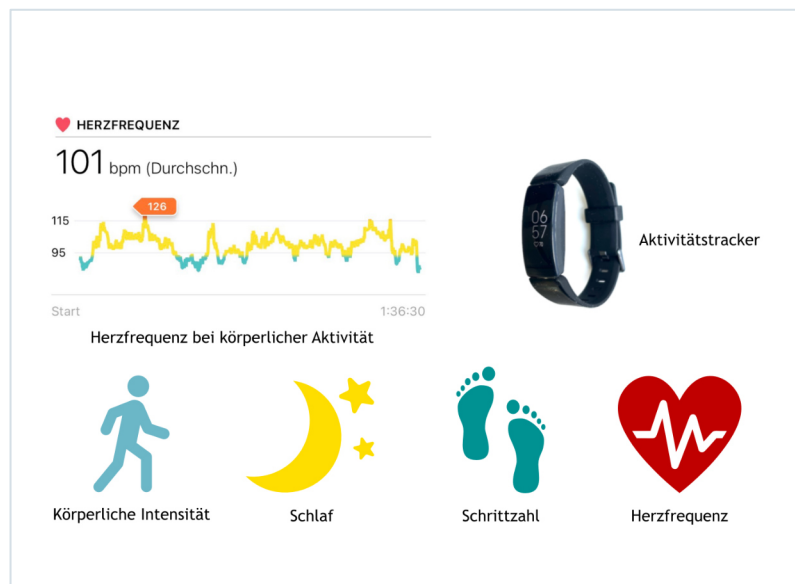 HERZFREQUENZ
101 bpm (Durchschn.)
126
115
95
Start 1:36:30
Herzfrequenz bei körperlicher Aktivität
06
57
Aktivitätstracker
Körperliche Intensität
Schlaf
Schrittzahl
Herzfrequenz